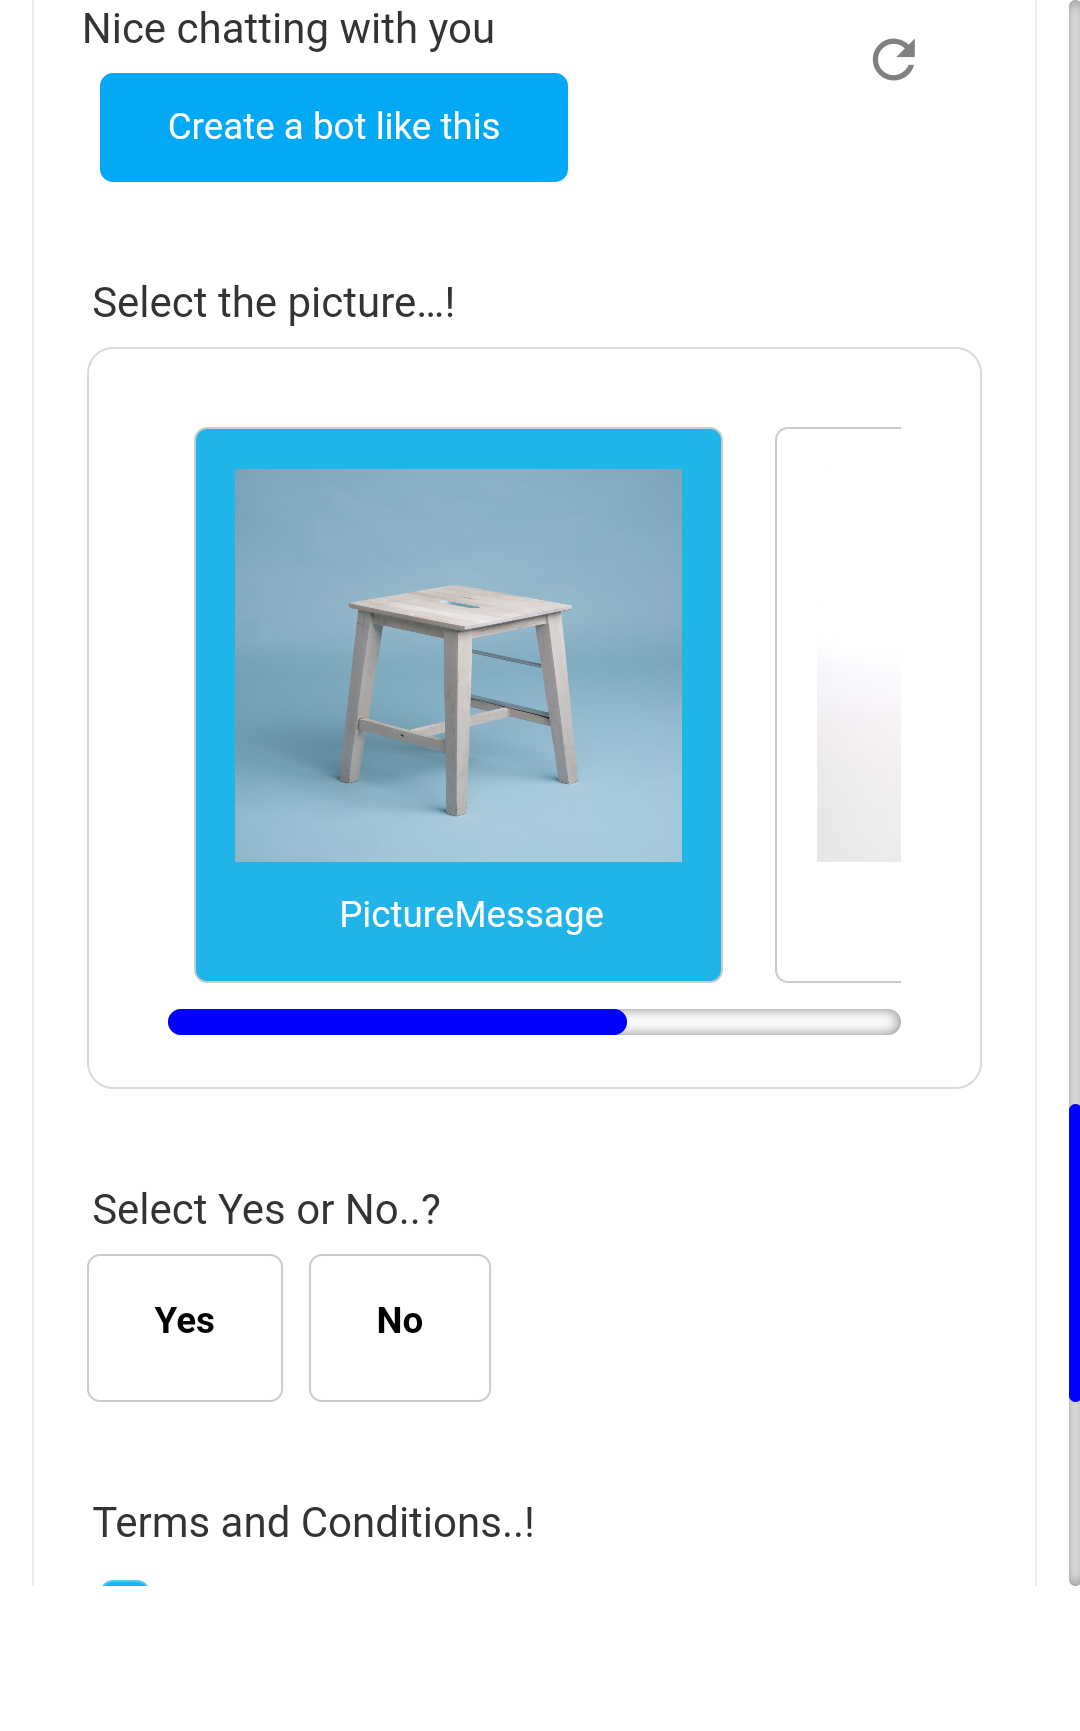 Nice chatting with you
Create a bot like this
Select the picture...!
PictureMessage
Select Yes or No..?
Yes
No
Terms and Conditions..!